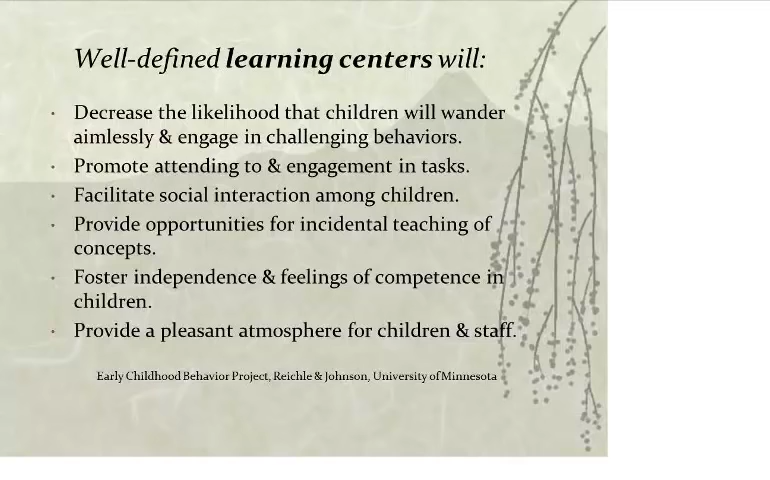 Well-defined learning centers will:
• Decrease the likelihood that children will wander
aimlessly & engage in challenging behaviors.
• Promote attending to & engagement in tasks.
• Facilitate social interaction among children.
• Provide opportunities for incidental teaching of
concepts.
• Foster independence & feelings of competence in
children.
• Provide a pleasant atmosphere for children & staff.
Early Childhood Behavior Project, Reichle & Johnson, University of Minnesota